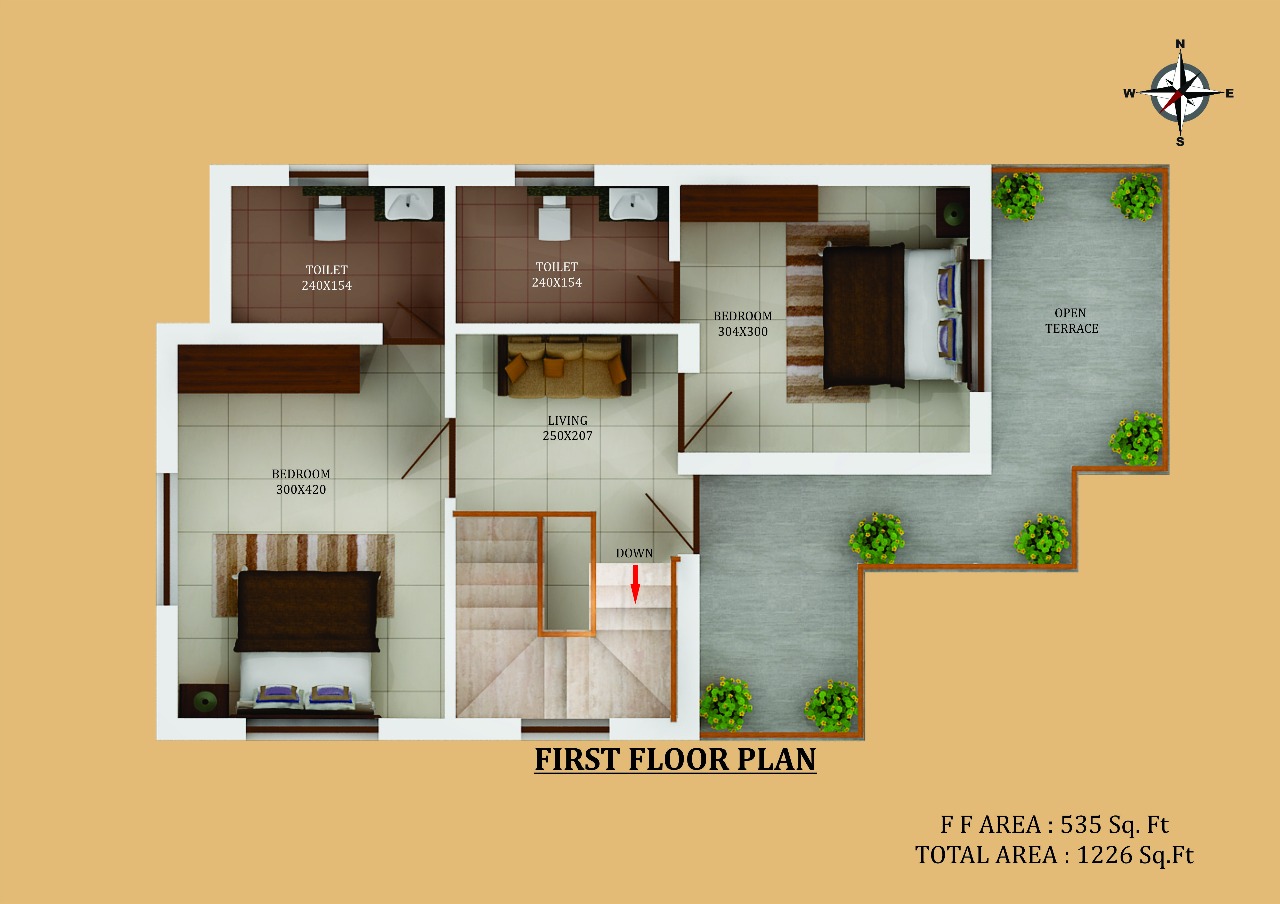 N
W E
S
TOILET
240X154
TOILET
240X154
BEDROOM
304X300
OPEN
TERRACE
LIVING
250X207
BEDROOM
300X420
DOWN
FIRST FLOOR PLAN
F F AREA : 535 Sq. Ft
TOTAL AREA : 1226 Sq.Ft